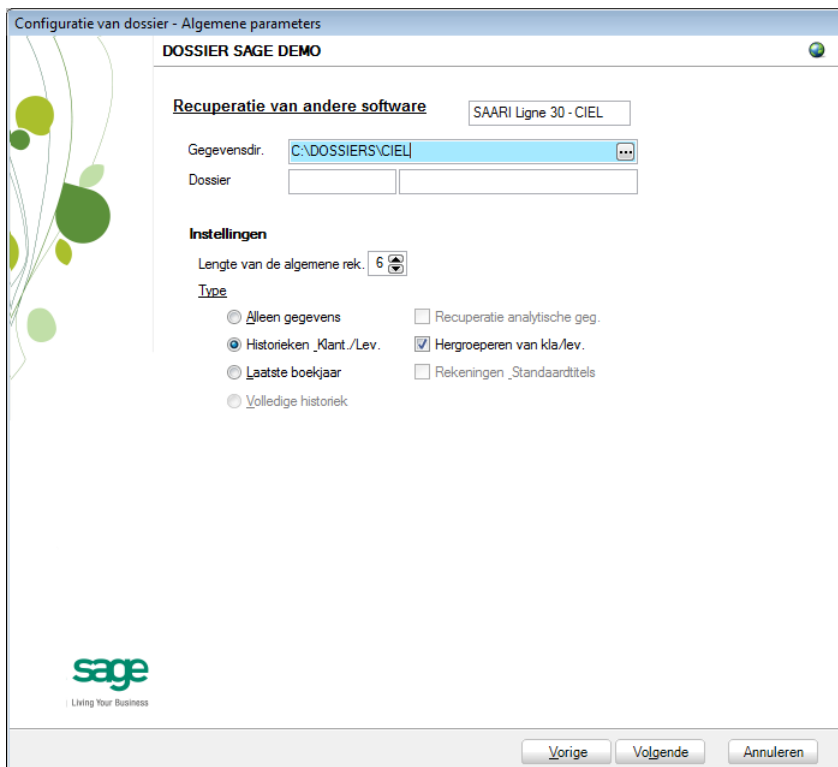 Configuratie van dossier - Algemene parameters
DOSSIER SAGE DEMO
Recuperatie van andere software
SAARI Ligne 30 - CIEL
Gegevensdir.
C:\DOSSIERS\CIEL
...
Dossier
Instellingen
Lengte van de algemene rek. 6
Type
Alleen gegevens
Recuperatie analytische geg.
Historieken _Klant./Lev.
Hergroeperen van kla/lev.
Laatste boekjaar
Rekeningen _Standaardtitels
Volledige historiek
sage
Living Your Business
Vorige
Volgende
Annuleren